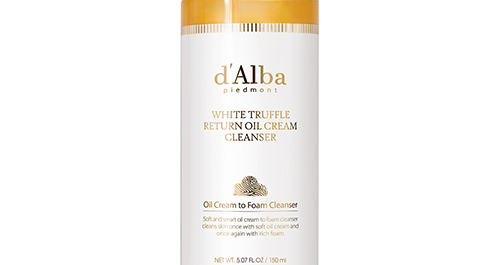 d'Alba
piedmont
WHITE TRUFFLE
RETURN OIL CREAM
CLEANSER
Oil Cream to Foam Cleanser
Soft and smart oil cream to foam cleanser
cleans skin once with soft oil cream and
once again with rich foam.
NET WT. 5.07 FL.OZ / 150 ml